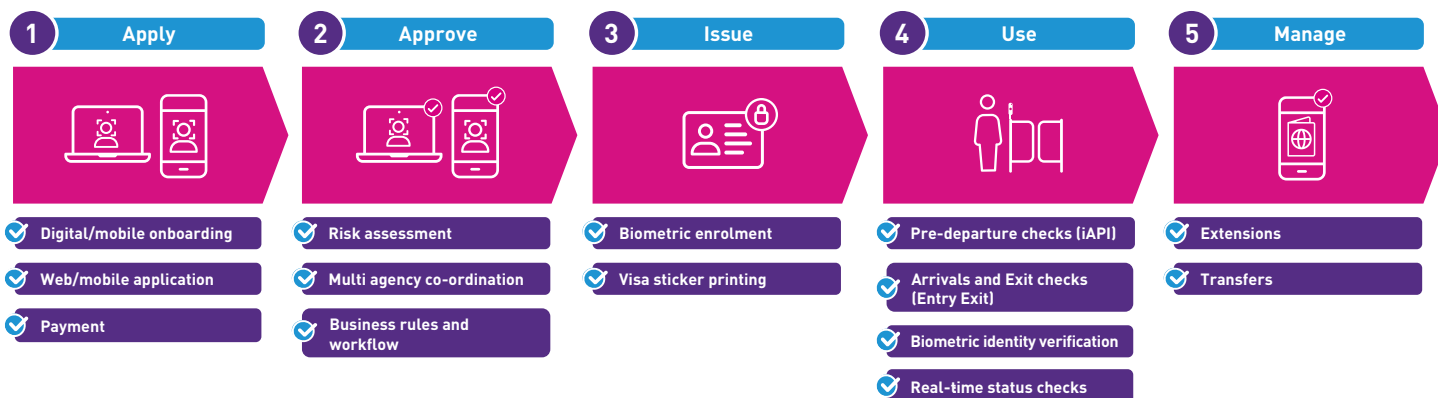 1 Apply
2 Approve
3 Issue
4 Use
5 Manage
Digital/mobile onboarding
Web/mobile application
Payment
Risk assessment
Multi agency co-ordination
Business rules and
workflow
Biometric enrolment
Visa sticker printing
Pre-departure checks (iAPI)
Arrivals and Exit checks
(Entry Exit)
Biometric identity verification
Real-time status checks
Extensions
Transfers